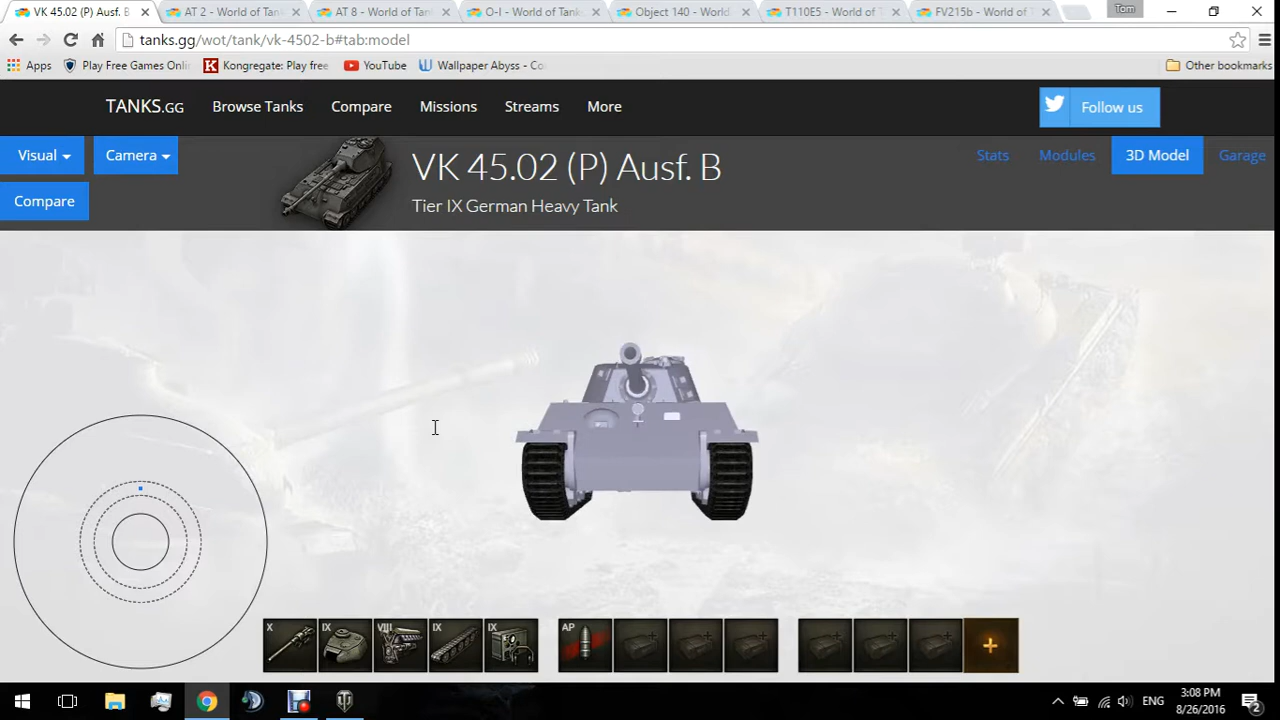 VK 45.02 (P) Ausf. B
AT 2 - World of Tan
AT 8 - World of Tan
O-I - World of Tank
Object 140 - World
T110E5 - World of T
FV215b - World of T
Tom
tanks.gg/wot/tank/vk-4502-b#tab:model
Apps
Play Free Games Onli
Kongregate: Play free
YouTube
Wallpaper Abyss - Co
Other bookmarks
TANKS.GG
Browse Tanks
Compare
Missions
Streams
More
Follow us
Visual
Camera
VK 45.02 (P) Ausf. B
Stats
Modules
3D Model
Garage
Compare
Tier IX German Heavy Tank
X
IX
VIII
IX
IX
AP
ENG
3:08 PM
8/26/2016
2